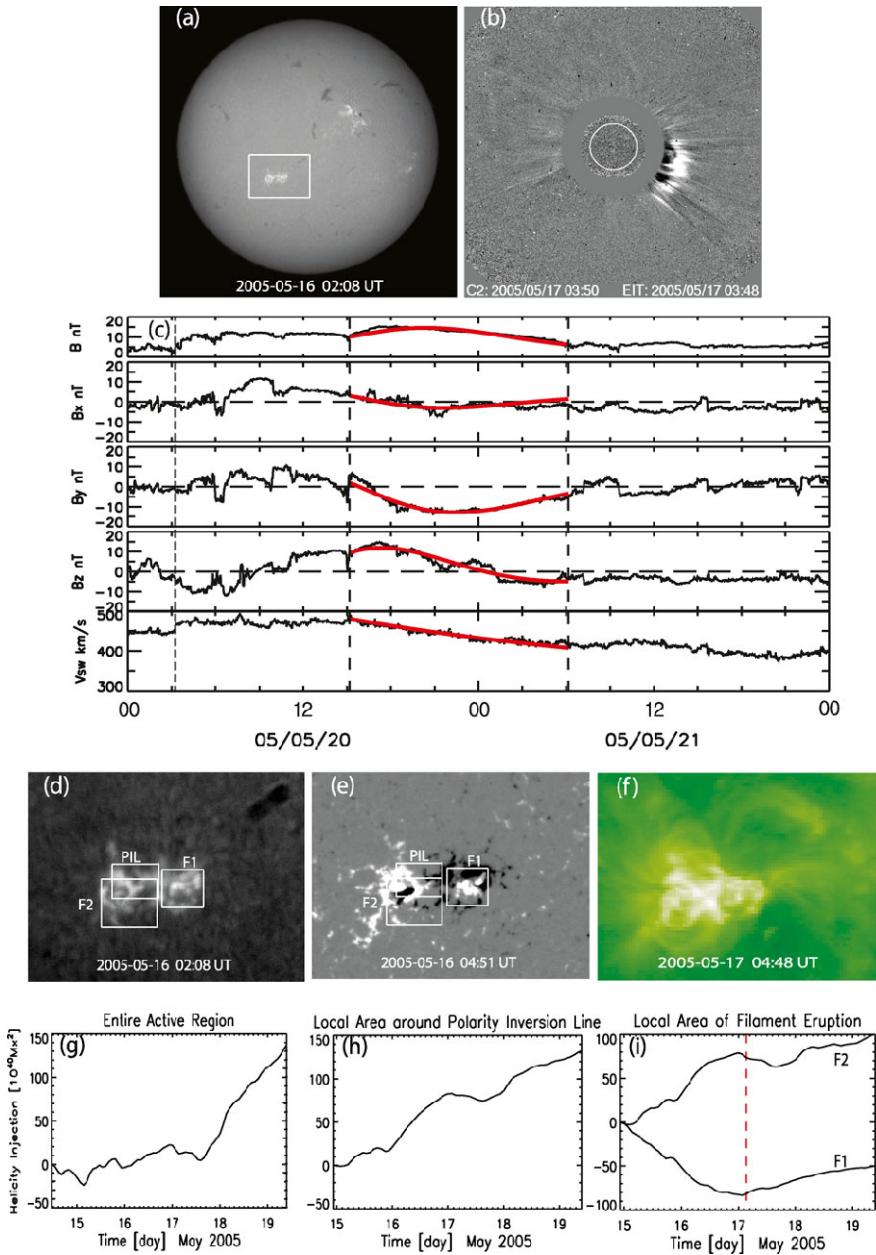 (a)
2005-05-16 02:08 UT
(b)
C2: 2005/05/17 03:50 EIT: 2005/05/17 03:48
(c)
B nT
20
10
0
Bx nT
20
10
0
-10
-20
By nT
20
10
0
-10
-20
Bz nT
20
10
0
-10
-20
Vsw km/s
500
400
300
00 12 00 12 00
05/05/20 05/05/21
(d)
PIL
F1
F2
2005-05-16 02:08 UT
(e)
PIL
F1
F2
2005-05-16 04:51 UT
(f)
2005-05-17 04:48 UT
Entire Active Region
(g)
Helicity Injection [10⁴⁰Mx²]
150
100
50
0
-50
15 16 17 18 19
Time [day] May 2005
Local Area around Polarity Inversion Line
(h)
150
100
50
0
-50
15 16 17 18 19
Time [day] May 2005
Local Area of Filament Eruption
(i)
100
50
0
-50
-100
F2
F1
15 16 17 18 19
Time [day] May 2005